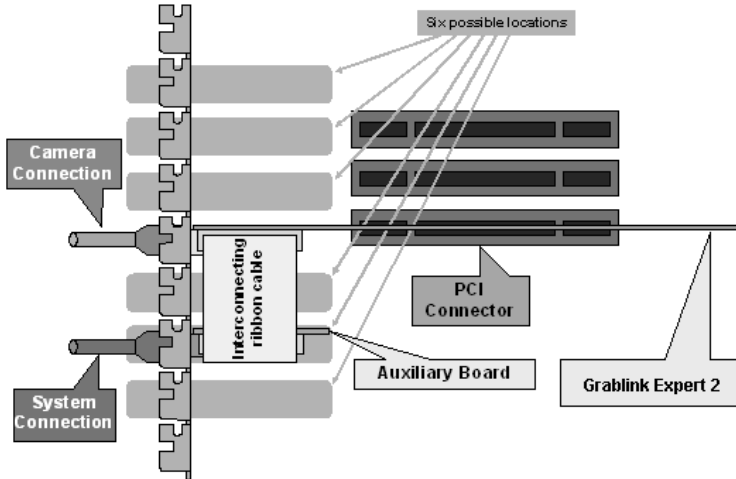 Six possible locations
Camera
Connection
Interconnecting
ribbon cable
PCI
Connector
Auxiliary Board
Grablink Expert 2
System
Connection